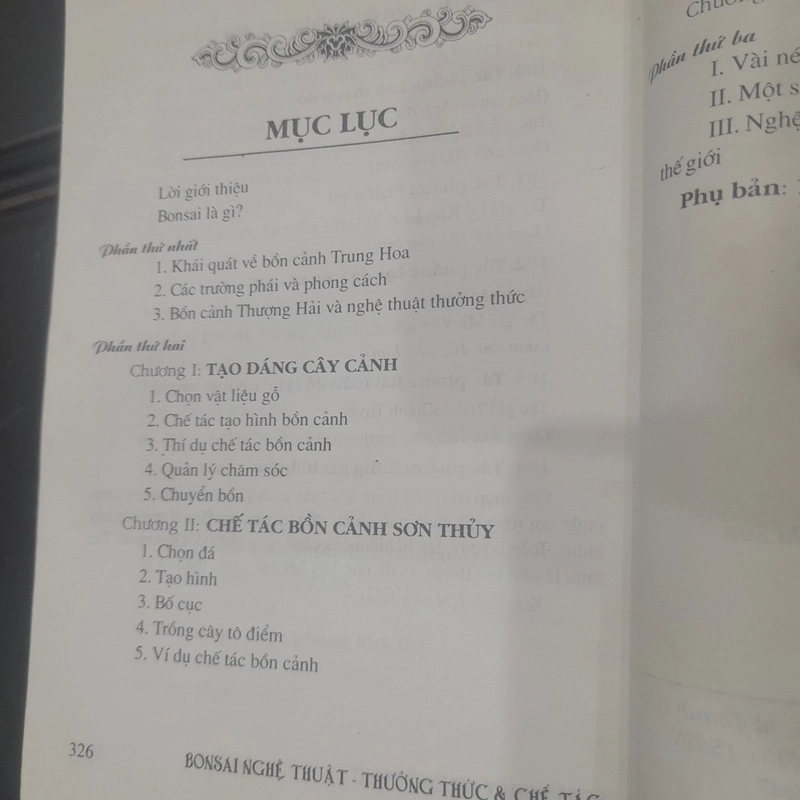 MỤC LỤC
Lời giới thiệu
Bonsai là gì?
Phần thứ nhất
1. Khái quát về bồn cảnh Trung Hoa
2. Các trường phái và phong cách
3. Bồn cảnh Thượng Hải và nghệ thuật thưởng thức
Phần thứ hai
Chương I: TẠO DÁNG CÂY CẢNH
1. Chọn vật liệu gỗ
2. Chế tác tạo hình bồn cảnh
3. Thí dụ chế tác bồn cảnh
4. Quản lý chăm sóc
5. Chuyển bồn
Chương II: CHẾ TÁC BỒN CẢNH SƠN THỦY
1. Chọn đá
2. Tạo hình
3. Bố cục
4. Trồng cây tô điểm
5. Ví dụ chế tác bồn cảnh
326
BONSAI NGHỆ THUẬT - THƯỞNG THỨC & CHẾ TÁC
Phần thứ ba
I. Vài
II. Một
III.
thế giới
Phụ bản: